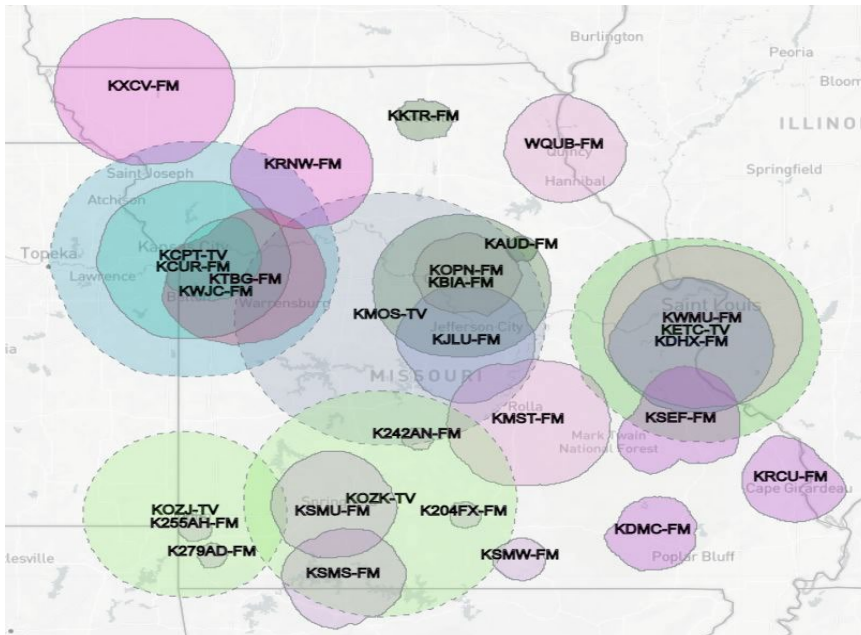 Burlington
Peoria
Bloom
KXCV-FM
KKTR-FM
ILLINO
WQUB-FM
Quincy
KRNW-FM
Springfield
Saint Joseph
Hannibal
Atchison
Topeka
Kansas City
KCPT-TV
KCUR-FM
KTBG-FM
KWJC-FM
Lawrence
Warrensburg
KAUD-FM
KOPN-FM
KBIA-FM
KMOS-TV
Jefferson City
KJLU-FM
Saint Louis
KWMU-FM
KETC-TV
KDHX-FM
ia
MISSOURI
Rolla
KMST-FM
KSEF-FM
K242AN-FM
Mark Twain
National Forest
KRCU-FM
Cape Girardeau
KOZK-TV
KSMU-FM
KOZJ-TV
K255AH-FM
K204FX-FM
KDMC-FM
K279AD-FM
KSMW-FM
Poplar Bluff
tlesville
KSMS-FM